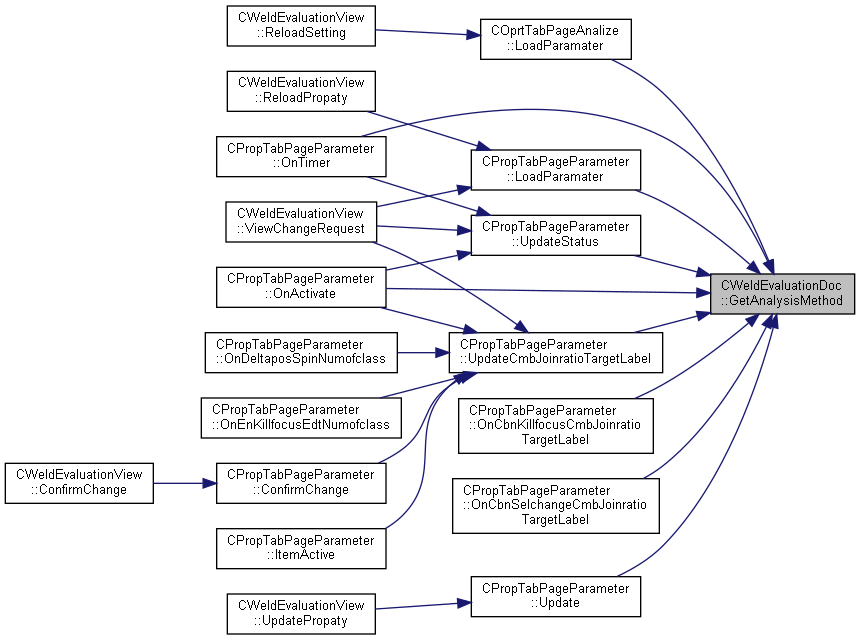 CWeldEvaluationView
::ReloadSetting
COprtTabPageAnalize
::LoadParamater
CWeldEvaluationView
::ReloadPropaty
CPropTabPageParameter
::OnTimer
CPropTabPageParameter
::LoadParamater
CWeldEvaluationView
::ViewChangeRequest
CPropTabPageParameter
::UpdateStatus
CPropTabPageParameter
::OnActivate
CWeldEvaluationDoc
::GetAnalysisMethod
CPropTabPageParameter
::OnDeltaposSpinNumofclass
CPropTabPageParameter
::UpdateCmbJoinratioTargetLabel
CPropTabPageParameter
::OnEnKillfocusEdtNumofclass
CPropTabPageParameter
::OnCbnKillfocusCmbJoinratio
TargetLabel
CWeldEvaluationView
::ConfirmChange
CPropTabPageParameter
::ConfirmChange
CPropTabPageParameter
::OnCbnSelchangeCmbJoinratio
TargetLabel
CPropTabPageParameter
::ItemActive
CPropTabPageParameter
::Update
CWeldEvaluationView
::UpdatePropaty